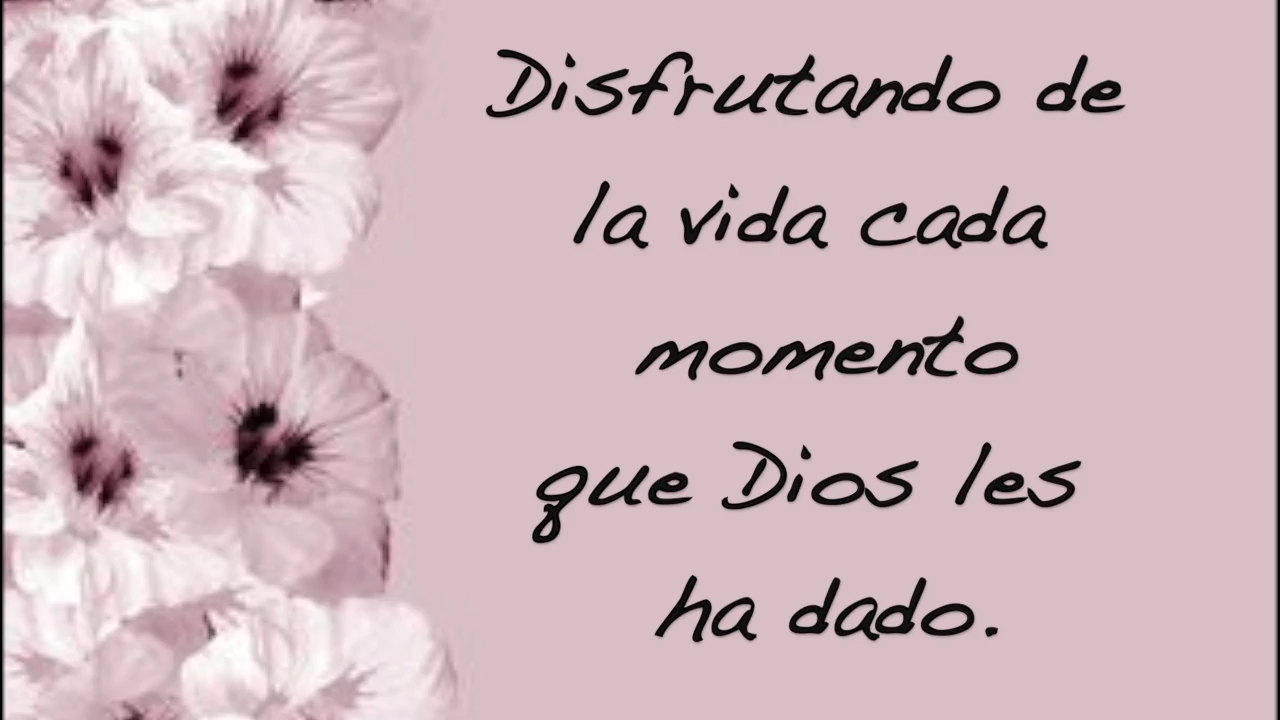 Disfrutando de
la vida cada
momento
que Dios les
ha dado.